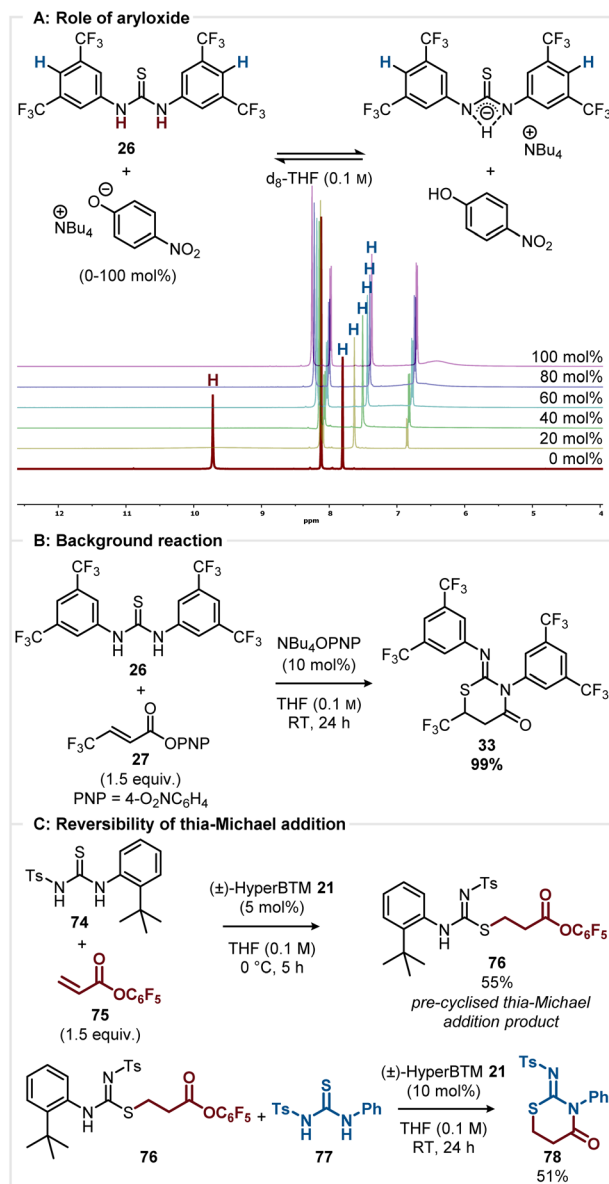 A: Role of aryloxide
CF3 CF3 CF3 CF3
H S H H S H
F3C N N CF3 F3C N N CF3
H H H
26 ⊖ ⊕ NBu4
+ +
d8-THF (0.1 M)
⊖
O HO
⊕
NBu4 NO2 NO2
(0-100 mol%)
H
H
H
H
H
H
H
100 mol%
80 mol%
60 mol%
40 mol%
20 mol%
0 mol%
12 11 10 9 8 7 6 5 4
ppm
B: Background reaction
CF3 CF3
S
F3C N N CF3
H H
26
+
O
F3C OPNP
27
(1.5 equiv.)
PNP = 4-O2NC6H4
NBu4OPNP
(10 mol%)
THF (0.1 M)
RT, 24 h
CF3
CF3
F3C N
S N CF3
F3C O
33
99%
C: Reversibility of thia-Michael addition
S
Ts N N
H H
74
+
O
OC6F5
75
(1.5 equiv.)
(±)-HyperBTM 21
(5 mol%)
THF (0.1 M)
0 °C, 5 h
Ts
N O
N S OC6F5
H
76
55%
pre-cyclised thia-Michael
addition product
Ts
N O
N S OC6F5
H
76
+
S
Ts N N Ph
H H
77
(±)-HyperBTM 21
(10 mol%)
THF (0.1 M)
RT, 24 h
Ts
N
S N Ph
O
78
51%